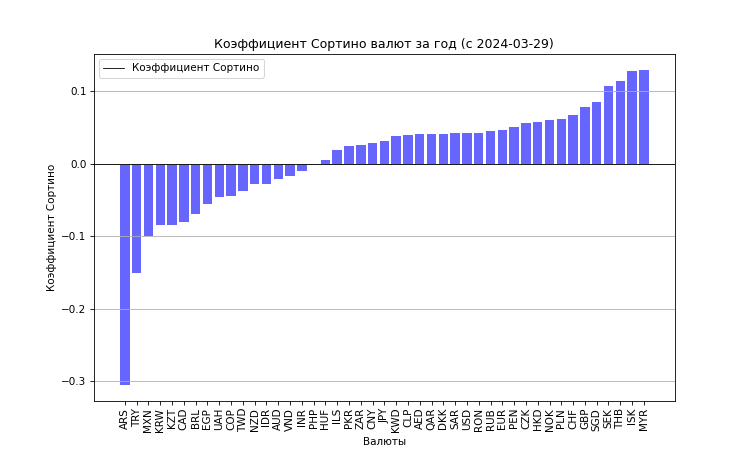 Коэффициент Сортино валют за год (с 2024-03-29)
Коэффициент Сортино
Коэффициент Сортино
0.1
0.0
−0.1
−0.2
−0.3
ARS TRY MXN KRW KZT CAD BRL EGP UAH COP TWD NZD IDR AUD VND INR PHP HUF ILS PKR ZAR CNY JPY KWD CLP AED QAR DKK SAR USD RON RUB EUR PEN CZK HKD NOK PLN CHF GBP SGD SEK THB ISK MYR
Валюты